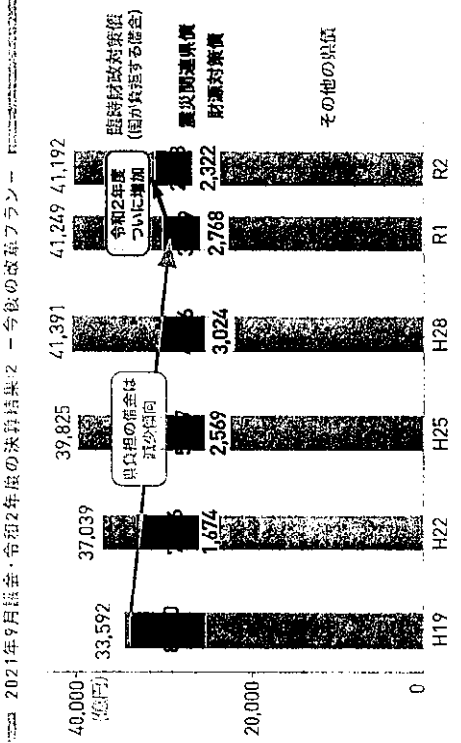 2021年9月議会・令和2年度の決算結果:2 ー今後の改革プランー
40,000
(億円)
20,000
0
33,592
37,039
39,825
41,391
41,249
41,192
県負担の借金は
減少傾向
令和2年度
ついに増加
臨時財政対策債
(国が負担する借金)
震災関連県債
財源対策債
その他の県債
1,674
2,569
3,024
2,768
2,322
H19
H22
H25
H28
R1
R2